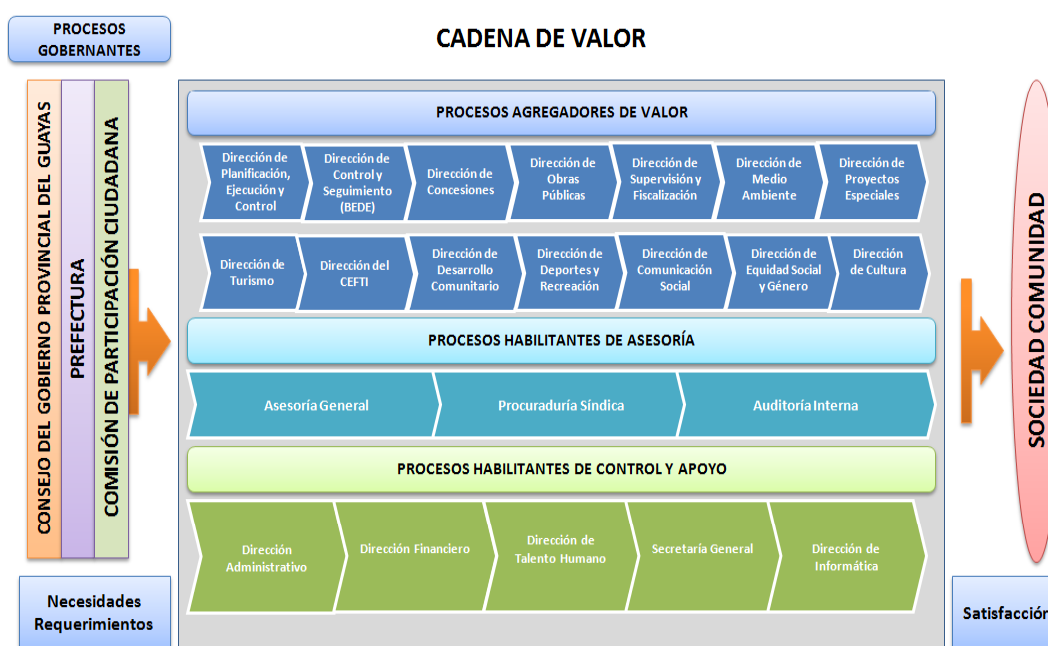 PROCESOS
GOBERNANTES
CADENA DE VALOR
CONSEJO DEL GOBIERNO PROVINCIAL DEL GUAYAS
PREFECTURA
COMISIÓN DE PARTICIPACIÓN CIUDADANA
PROCESOS AGREGADORES DE VALOR
Dirección de
Planificación,
Ejecución y
Control
Dirección de
Control y
Seguimiento
(BEDE)
Dirección de
Concesiones
Dirección de
Obras
Públicas
Dirección de
Supervisión y
Fiscalización
Dirección de
Medio
Ambiente
Dirección de
Proyectos
Especiales
Dirección de
Turismo
Dirección del
CEFTI
Dirección de
Desarrollo
Comunitario
Dirección de
Deportes y
Recreación
Dirección de
Comunicación
Social
Dirección de
Equidad Social
y Género
Dirección
de Cultura
PROCESOS HABILITANTES DE ASESORÍA
Asesoría General
Procuraduría Síndica
Auditoría Interna
PROCESOS HABILITANTES DE CONTROL Y APOYO
Dirección
Administrativo
Dirección Financiero
Dirección de
Talento Humano
Secretaría General
Dirección de
Informática
SOCIEDAD COMUNIDAD
Necesidades
Requerimientos
Satisfacción